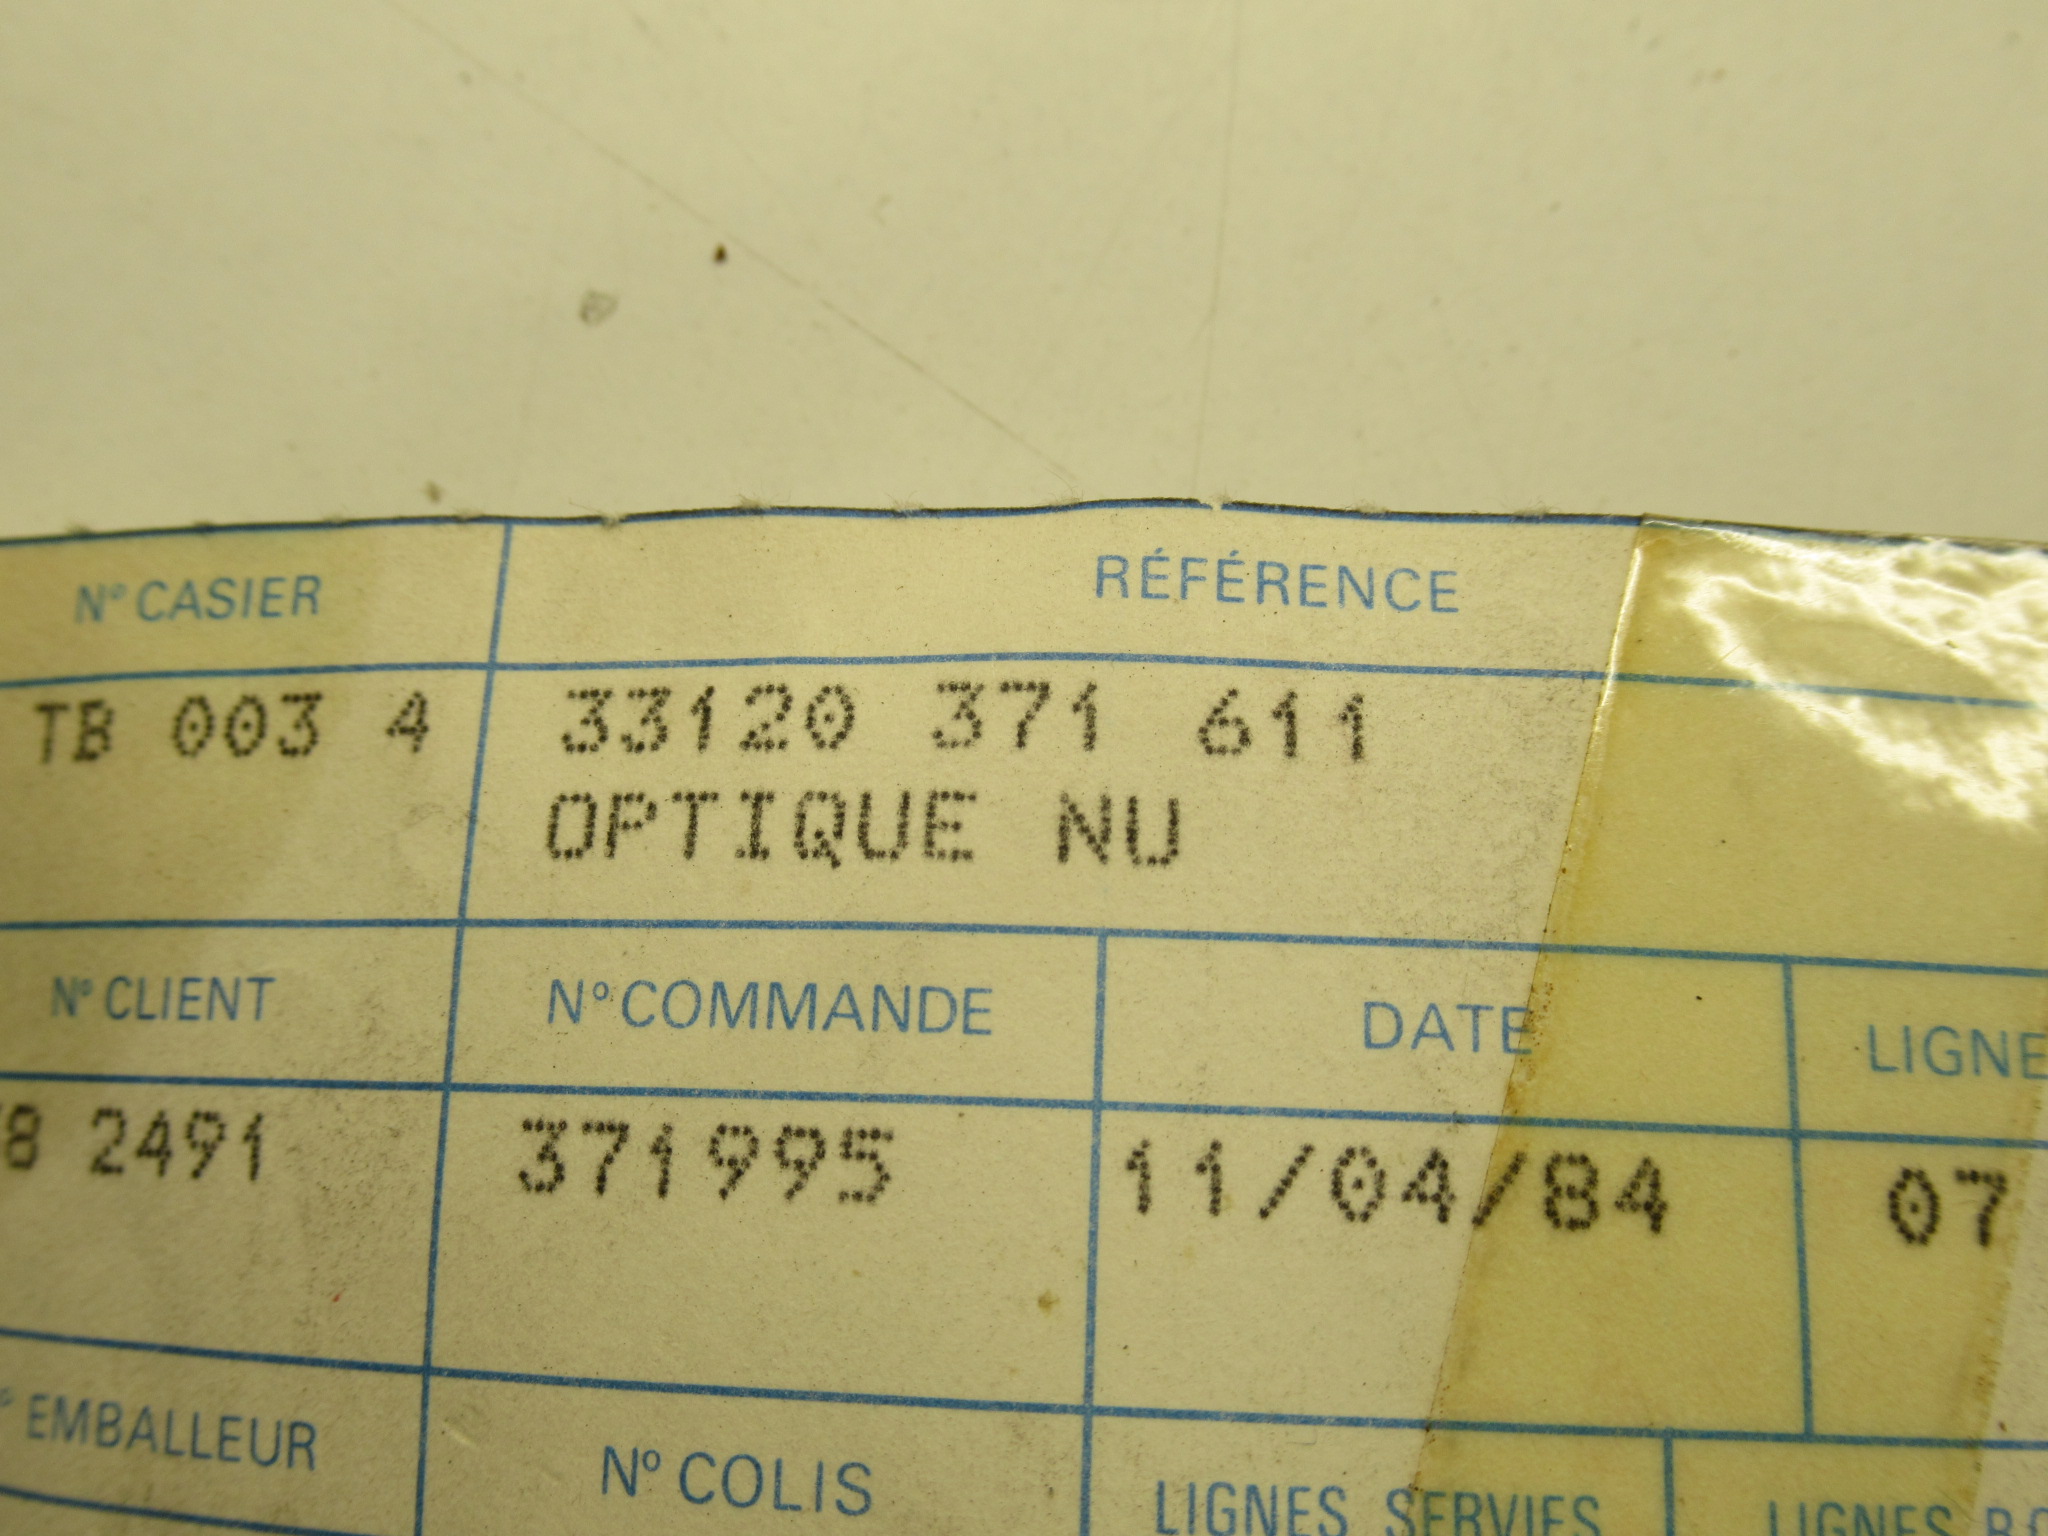 N° CASIER RÉFÉRENCE
TB 003 4 33120 371 611
OPTIQUE NU
N° CLIENT N° COMMANDE DATE
2491 371995 11/04/84 07
EMBALLEUR N° COLIS
LIGNES SERVIES LIGNES